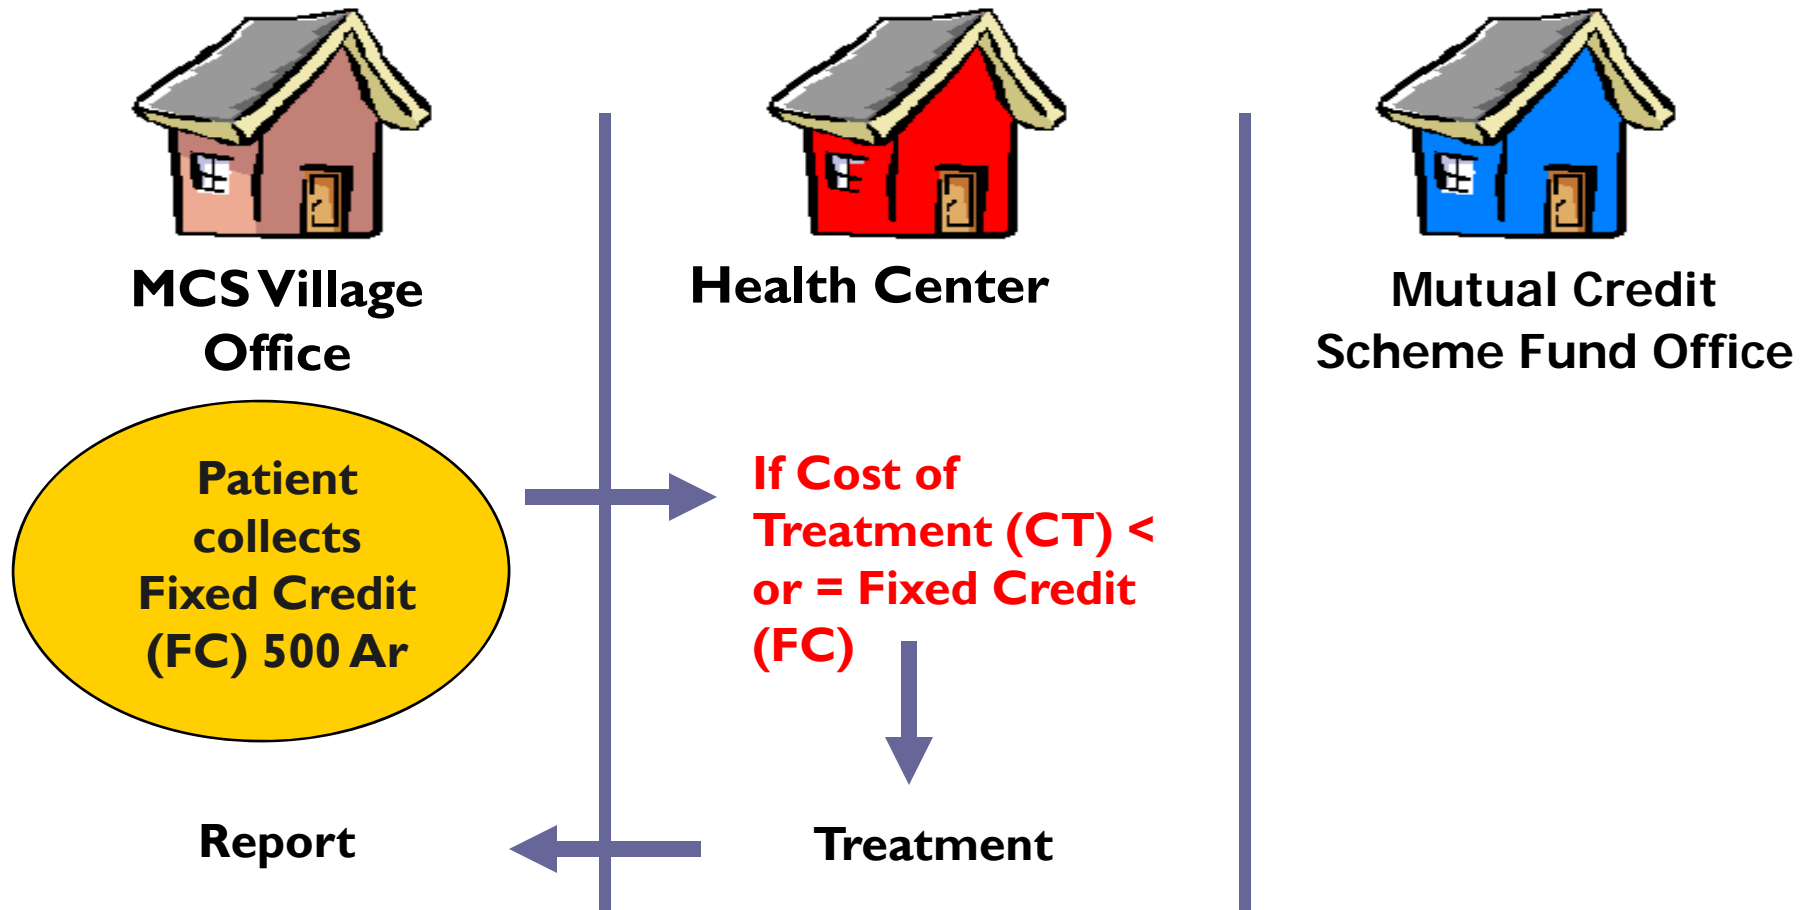 MCS Village
Office
Health Center
Mutual Credit
Scheme Fund Office
Patient
collects
Fixed Credit
(FC) 500 Ar
If Cost of
Treatment (CT) <
or = Fixed Credit
(FC)
Report
Treatment